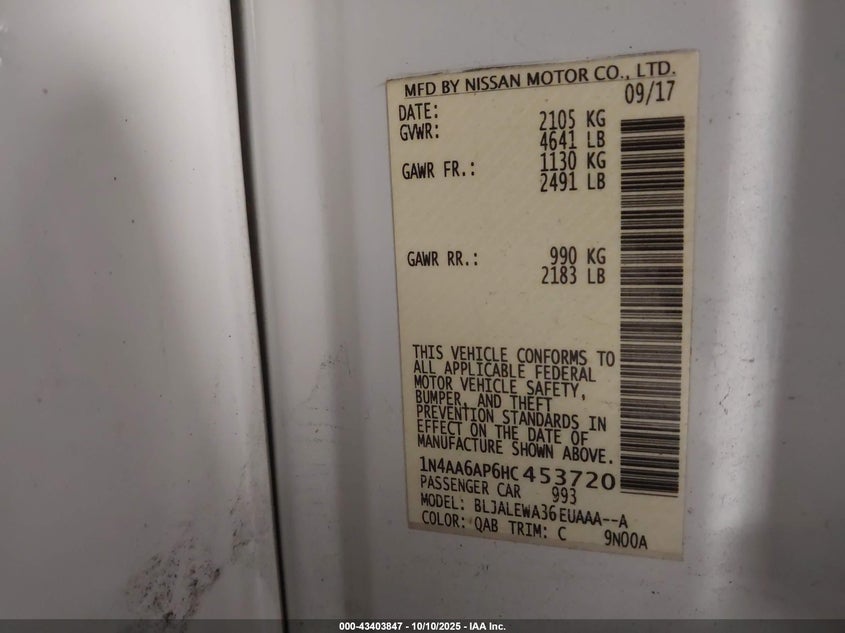 MFD BY NISSAN MOTOR CO., LTD.
DATE: 09/17
GVWR: 2105 KG
4641 LB
GAWR FR.: 1130 KG
2491 LB
GAWR RR.: 990 KG
2183 LB
THIS VEHICLE CONFORMS TO
ALL APPLICABLE FEDERAL
MOTOR VEHICLE SAFETY,
BUMPER, AND THEFT
PREVENTION STANDARDS IN
EFFECT ON THE DATE OF
MANUFACTURE SHOWN ABOVE.
1N4AA6AP6HC453720
PASSENGER CAR 993
MODEL: BLJALEWA36EUAAA--A
COLOR: QAB TRIM: C 9N00A
000-43403847 - 10/10/2025 - IAA Inc.